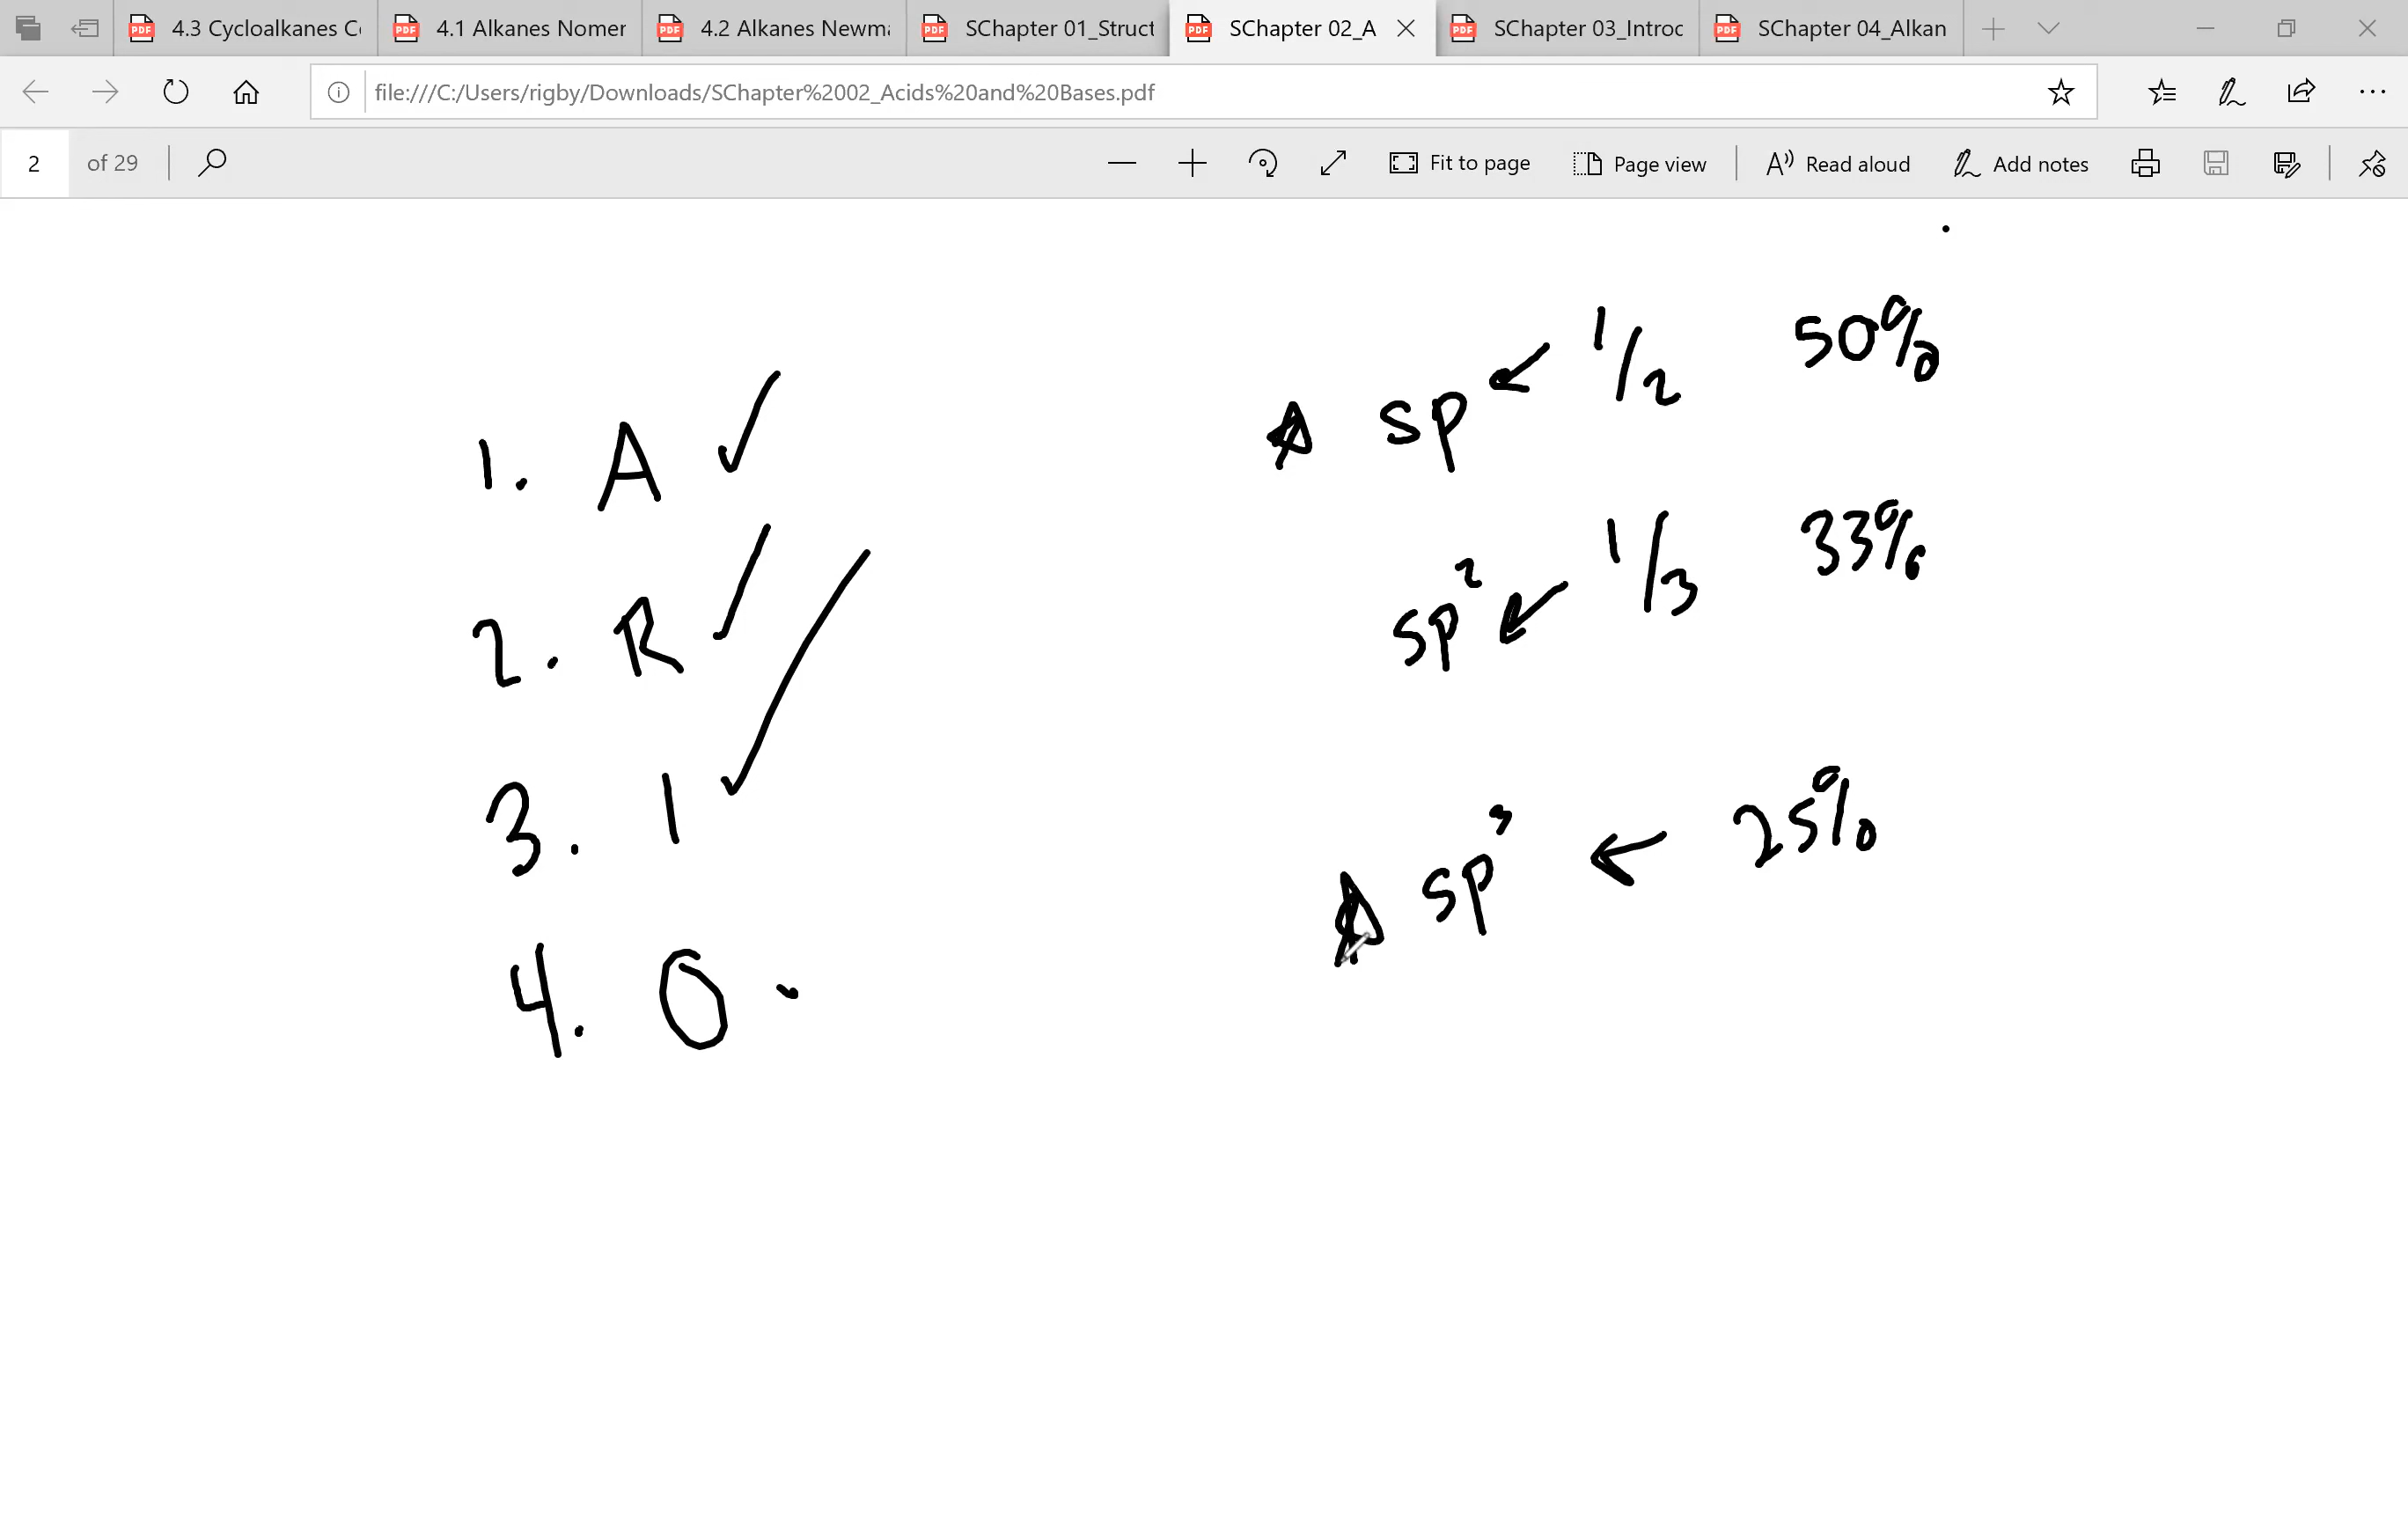 4.3 Cycloalkanes C
4.1 Alkanes Nomer
4.2 Alkanes Newm
SChapter 01_Struct
SChapter 02_A
SChapter 03_Introc
SChapter 04_Alkan
file:///C:/Users/rigby/Downloads/SChapter%2002_Acids%20and%20Bases.pdf
2 of 29
Fit to page
Page view
Read aloud
Add notes
1. A ✓
2. R ✓
3. I ✓
4. O
sp ← 1/2 50%
sp² ← 1/3 33%
sp³ ← 25%